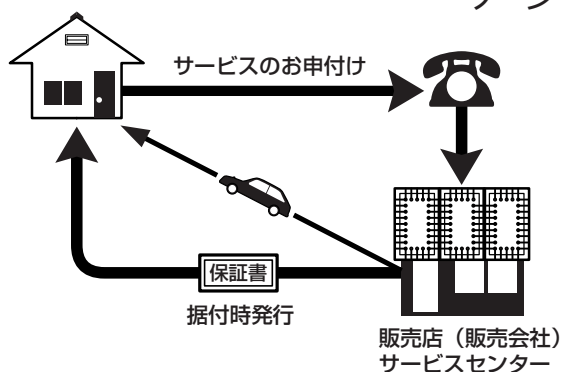 サービスのお申付け
保証書
据付時発行
販売店（販売会社）
サービスセンター